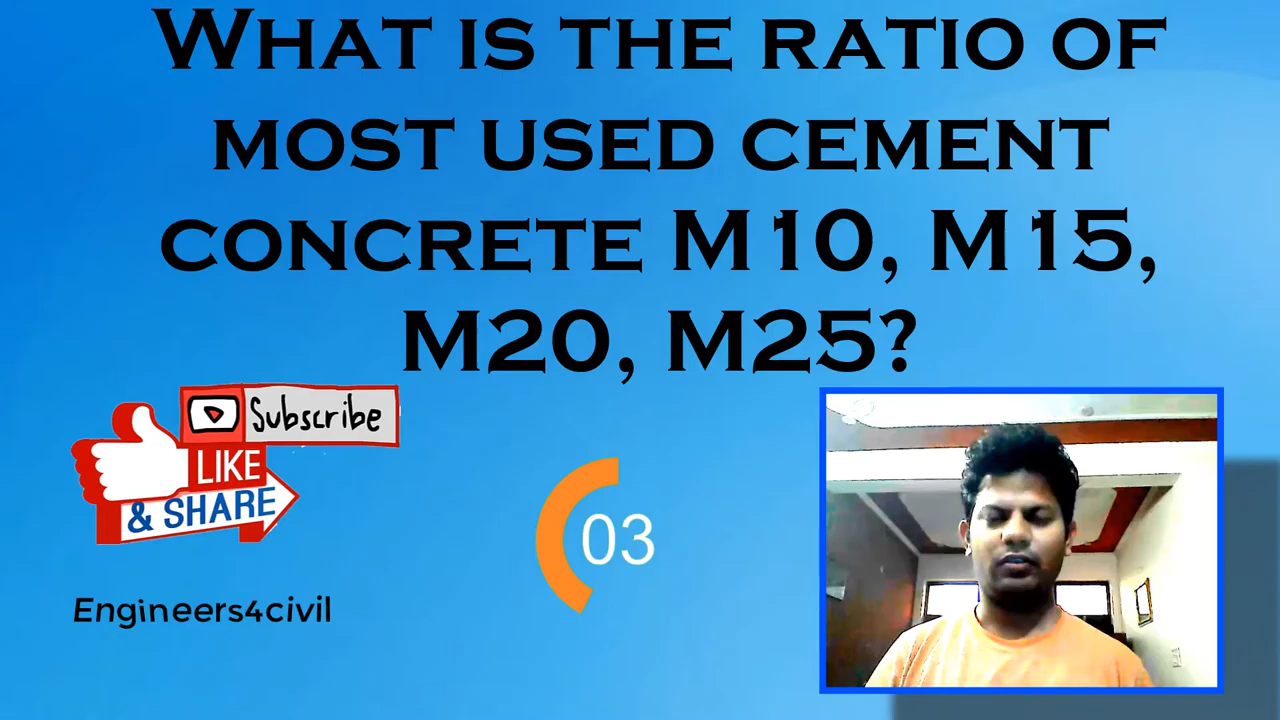 What is the ratio of
most used cement
concrete M10, M15,
M20, M25?
Subscribe
LIKE
& SHARE
03
Engineers4civil